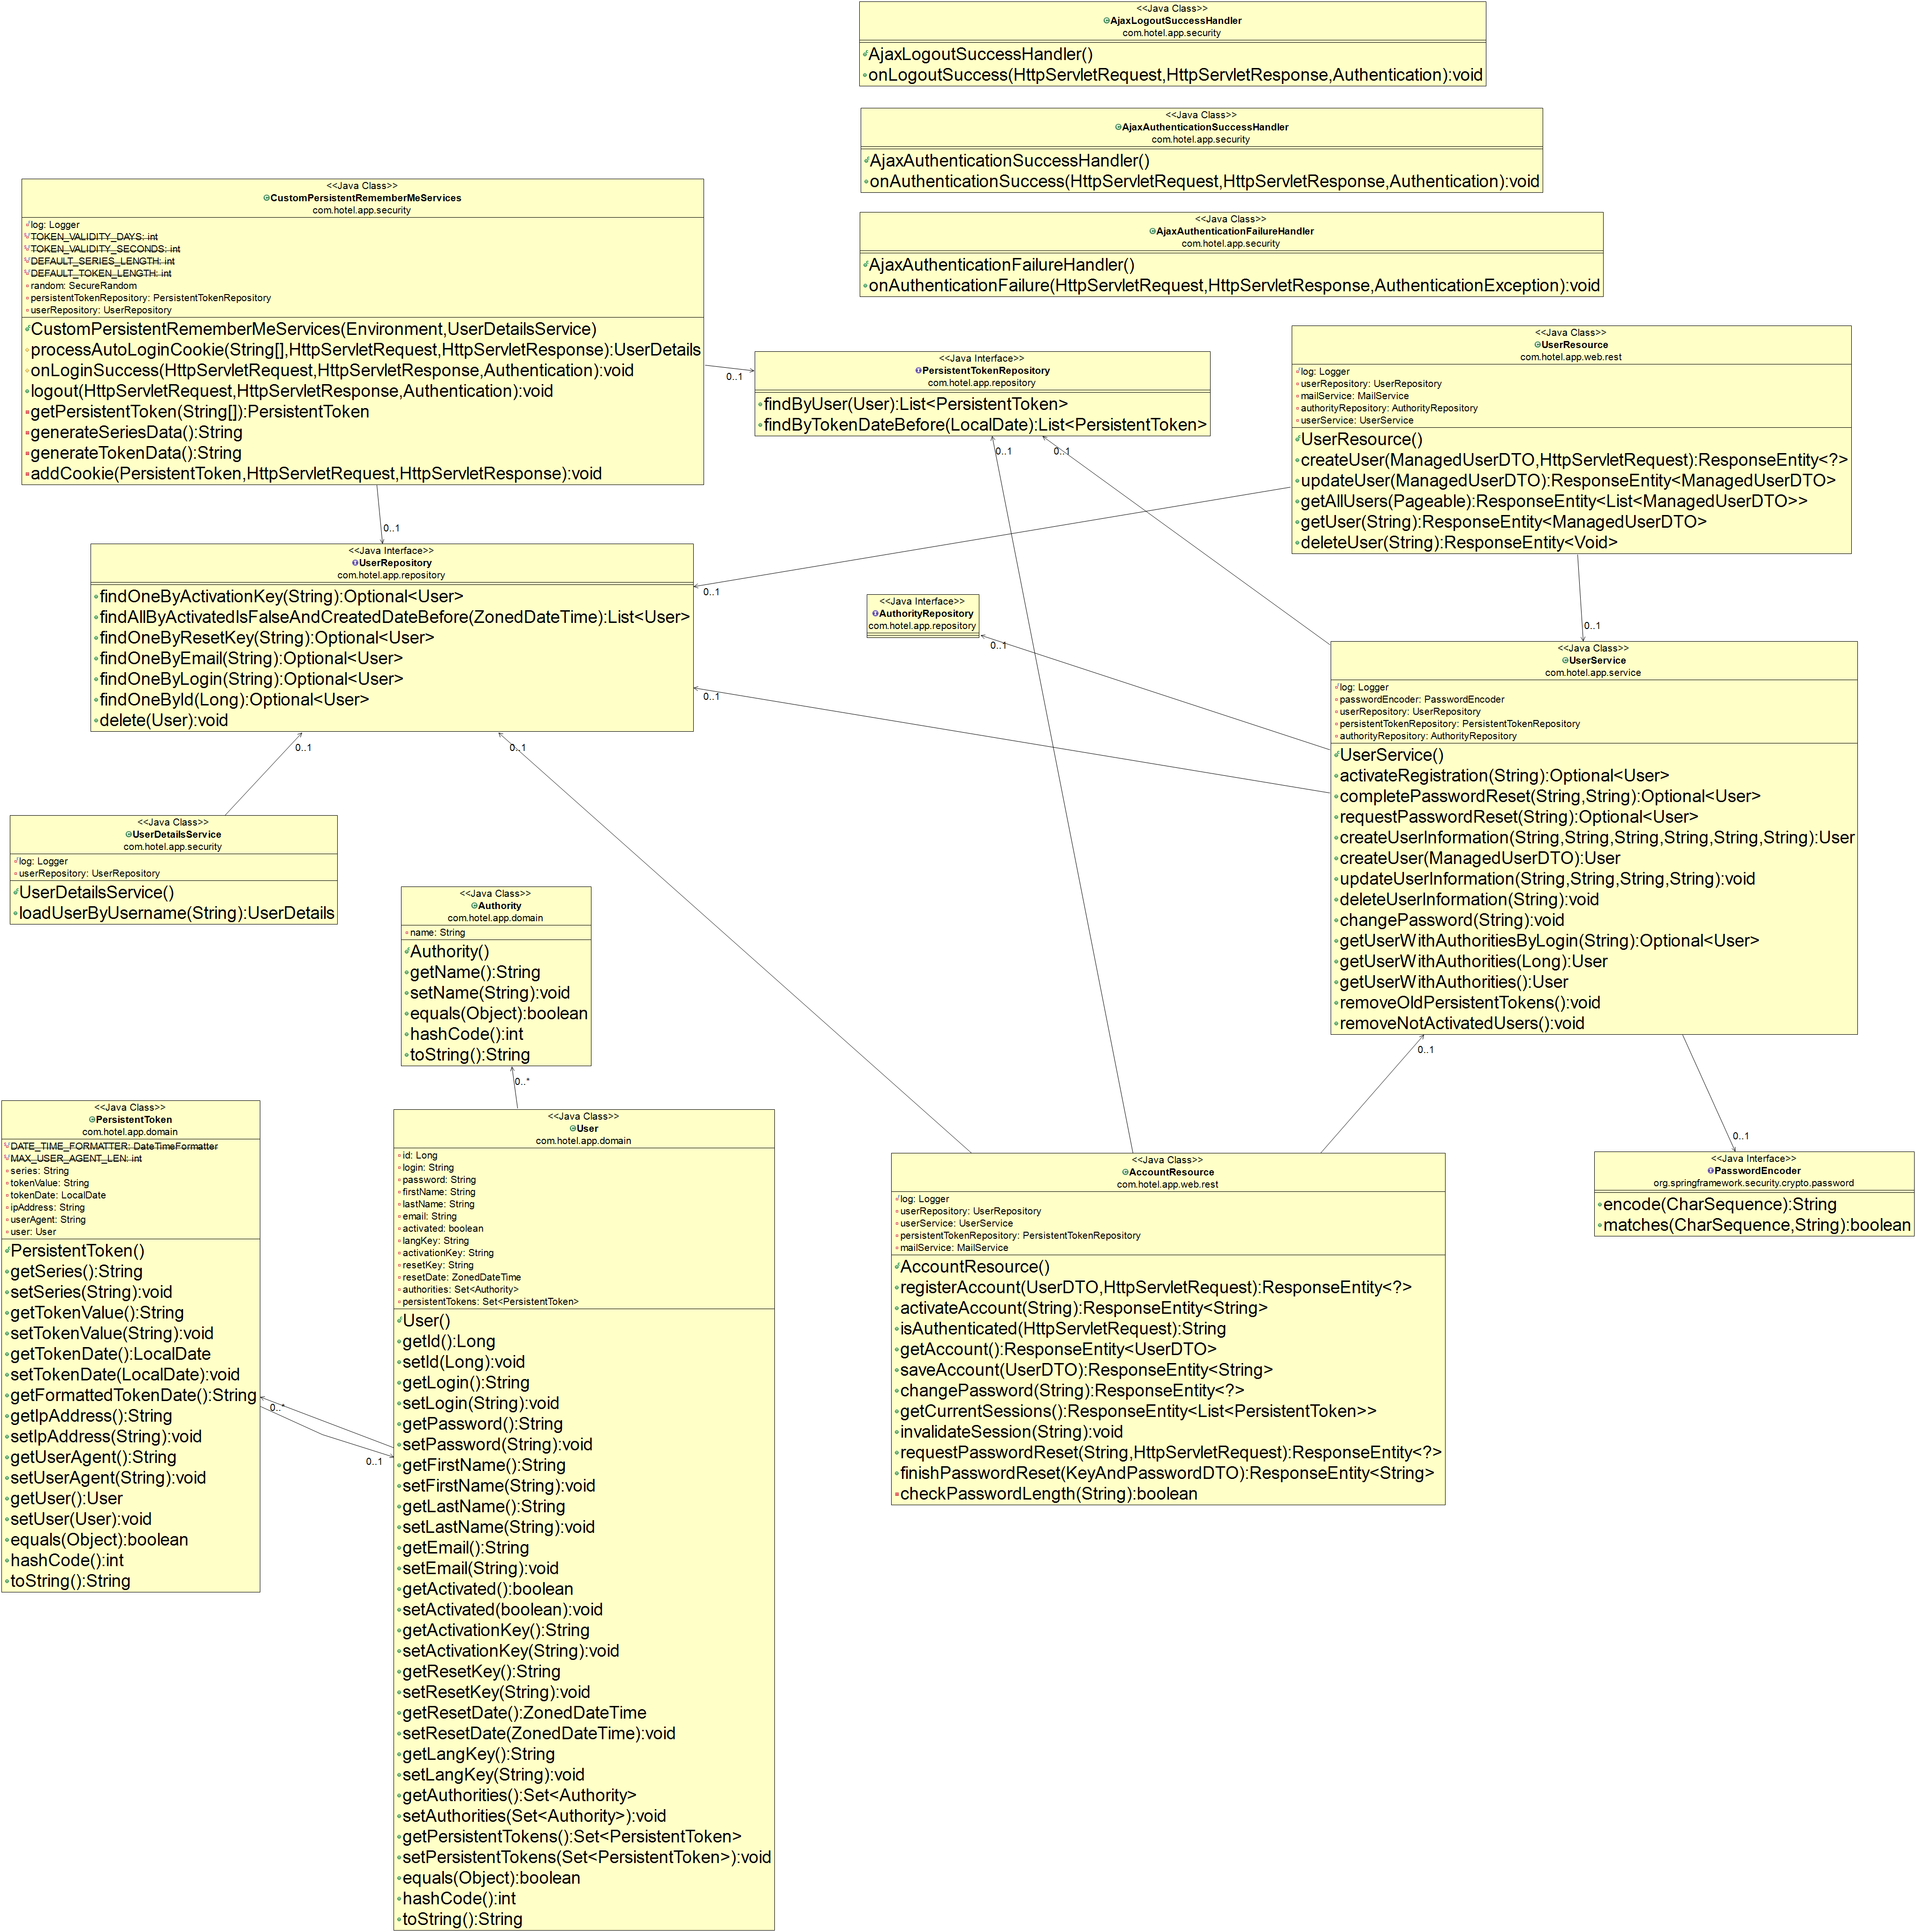 <<Java Class>>
AjaxLogoutSuccessHandler
com.hotel.app.security
AjaxLogoutSuccessHandler()
onLogoutSuccess(HttpServletRequest,HttpServletResponse,Authentication):void
<<Java Class>>
AjaxAuthenticationSuccessHandler
com.hotel.app.security
AjaxAuthenticationSuccessHandler()
onAuthenticationSuccess(HttpServletRequest,HttpServletResponse,Authentication):void
<<Java Class>>
AjaxAuthenticationFailureHandler
com.hotel.app.security
AjaxAuthenticationFailureHandler()
onAuthenticationFailure(HttpServletRequest,HttpServletResponse,AuthenticationException):void
<<Java Class>>
CustomPersistentRememberMeServices
com.hotel.app.security
log: Logger
TOKEN_VALIDITY_DAYS: int
TOKEN_VALIDITY_SECONDS: int
DEFAULT_SERIES_LENGTH: int
DEFAULT_TOKEN_LENGTH: int
random: SecureRandom
persistentTokenRepository: PersistentTokenRepository
userRepository: UserRepository
CustomPersistentRememberMeServices(Environment,UserDetailsService)
processAutoLoginCookie(String[],HttpServletRequest,HttpServletResponse):UserDetails
onLoginSuccess(HttpServletRequest,HttpServletResponse,Authentication):void
logout(HttpServletRequest,HttpServletResponse,Authentication):void
getPersistentToken(String[]):PersistentToken
generateSeriesData():String
generateTokenData():String
addCookie(PersistentToken,HttpServletRequest,HttpServletResponse):void
0..1
0..1
<<Java Interface>>
PersistentTokenRepository
com.hotel.app.repository
findByUser(User):List<PersistentToken>
findByTokenDateBefore(LocalDate):List<PersistentToken>
0..1
0..1
<<Java Class>>
UserResource
com.hotel.app.web.rest
log: Logger
userRepository: UserRepository
mailService: MailService
authorityRepository: AuthorityRepository
userService: UserService
UserResource()
createUser(ManagedUserDTO,HttpServletRequest):ResponseEntity<?>
updateUser(ManagedUserDTO):ResponseEntity<ManagedUserDTO>
getAllUsers(Pageable):ResponseEntity<List<ManagedUserDTO>>
getUser(String):ResponseEntity<ManagedUserDTO>
deleteUser(String):ResponseEntity<Void>
0..1
<<Java Interface>>
UserRepository
com.hotel.app.repository
findOneByActivationKey(String):Optional<User>
findAllByActivatedIsFalseAndCreatedDateBefore(ZonedDateTime):List<User>
findOneByResetKey(String):Optional<User>
findOneByEmail(String):Optional<User>
findOneByLogin(String):Optional<User>
findOneById(Long):Optional<User>
delete(User):void
0..1
0..1
0..1
0..1
<<Java Interface>>
AuthorityRepository
com.hotel.app.repository
0..1
<<Java Class>>
UserService
com.hotel.app.service
log: Logger
passwordEncoder: PasswordEncoder
userRepository: UserRepository
persistentTokenRepository: PersistentTokenRepository
authorityRepository: AuthorityRepository
UserService()
activateRegistration(String):Optional<User>
completePasswordReset(String,String):Optional<User>
requestPasswordReset(String):Optional<User>
createUserInformation(String,String,String,String,String,String):User
createUser(ManagedUserDTO):User
updateUserInformation(String,String,String,String):void
deleteUserInformation(String):void
changePassword(String):void
getUserWithAuthoritiesByLogin(String):Optional<User>
getUserWithAuthorities(Long):User
getUserWithAuthorities():User
removeOldPersistentTokens():void
removeNotActivatedUsers():void
0..1
0..1
<<Java Class>>
UserDetailsService
com.hotel.app.security
log: Logger
userRepository: UserRepository
UserDetailsService()
loadUserByUsername(String):UserDetails
<<Java Class>>
Authority
com.hotel.app.domain
name: String
Authority()
getName():String
setName(String):void
equals(Object):boolean
hashCode():int
toString():String
0..*
<<Java Class>>
PersistentToken
com.hotel.app.domain
DATE_TIME_FORMATTER: DateTimeFormatter
MAX_USER_AGENT_LEN: int
series: String
tokenValue: String
tokenDate: LocalDate
ipAddress: String
userAgent: String
user: User
PersistentToken()
getSeries():String
setSeries(String):void
getTokenValue():String
setTokenValue(String):void
getTokenDate():LocalDate
setTokenDate(LocalDate):void
getFormattedTokenDate():String
getIpAddress():String
setIpAddress(String):void
getUserAgent():String
setUserAgent(String):void
getUser():User
setUser(User):void
equals(Object):boolean
hashCode():int
toString():String
0..*
0..1
<<Java Class>>
User
com.hotel.app.domain
id: Long
login: String
password: String
firstName: String
lastName: String
email: String
activated: boolean
langKey: String
activationKey: String
resetKey: String
resetDate: ZonedDateTime
authorities: Set<Authority>
persistentTokens: Set<PersistentToken>
User()
getId():Long
setId(Long):void
getLogin():String
setLogin(String):void
getPassword():String
setPassword(String):void
getFirstName():String
setFirstName(String):void
getLastName():String
setLastName(String):void
getEmail():String
setEmail(String):void
getActivated():boolean
setActivated(boolean):void
getActivationKey():String
setActivationKey(String):void
getResetKey():String
setResetKey(String):void
getResetDate():ZonedDateTime
setResetDate(ZonedDateTime):void
getLangKey():String
setLangKey(String):void
getAuthorities():Set<Authority>
setAuthorities(Set<Authority>):void
getPersistentTokens():Set<PersistentToken>
setPersistentTokens(Set<PersistentToken>):void
equals(Object):boolean
hashCode():int
toString():String
<<Java Class>>
AccountResource
com.hotel.app.web.rest
log: Logger
userRepository: UserRepository
userService: UserService
persistentTokenRepository: PersistentTokenRepository
mailService: MailService
AccountResource()
registerAccount(UserDTO,HttpServletRequest):ResponseEntity<?>
activateAccount(String):ResponseEntity<String>
isAuthenticated(HttpServletRequest):String
getAccount():ResponseEntity<UserDTO>
saveAccount(UserDTO):ResponseEntity<String>
changePassword(String):ResponseEntity<?>
getCurrentSessions():ResponseEntity<List<PersistentToken>>
invalidateSession(String):void
requestPasswordReset(String,HttpServletRequest):ResponseEntity<?>
finishPasswordReset(KeyAndPasswordDTO):ResponseEntity<String>
checkPasswordLength(String):boolean
<<Java Interface>>
PasswordEncoder
org.springframework.security.crypto.password
encode(CharSequence):String
matches(CharSequence,String):boolean